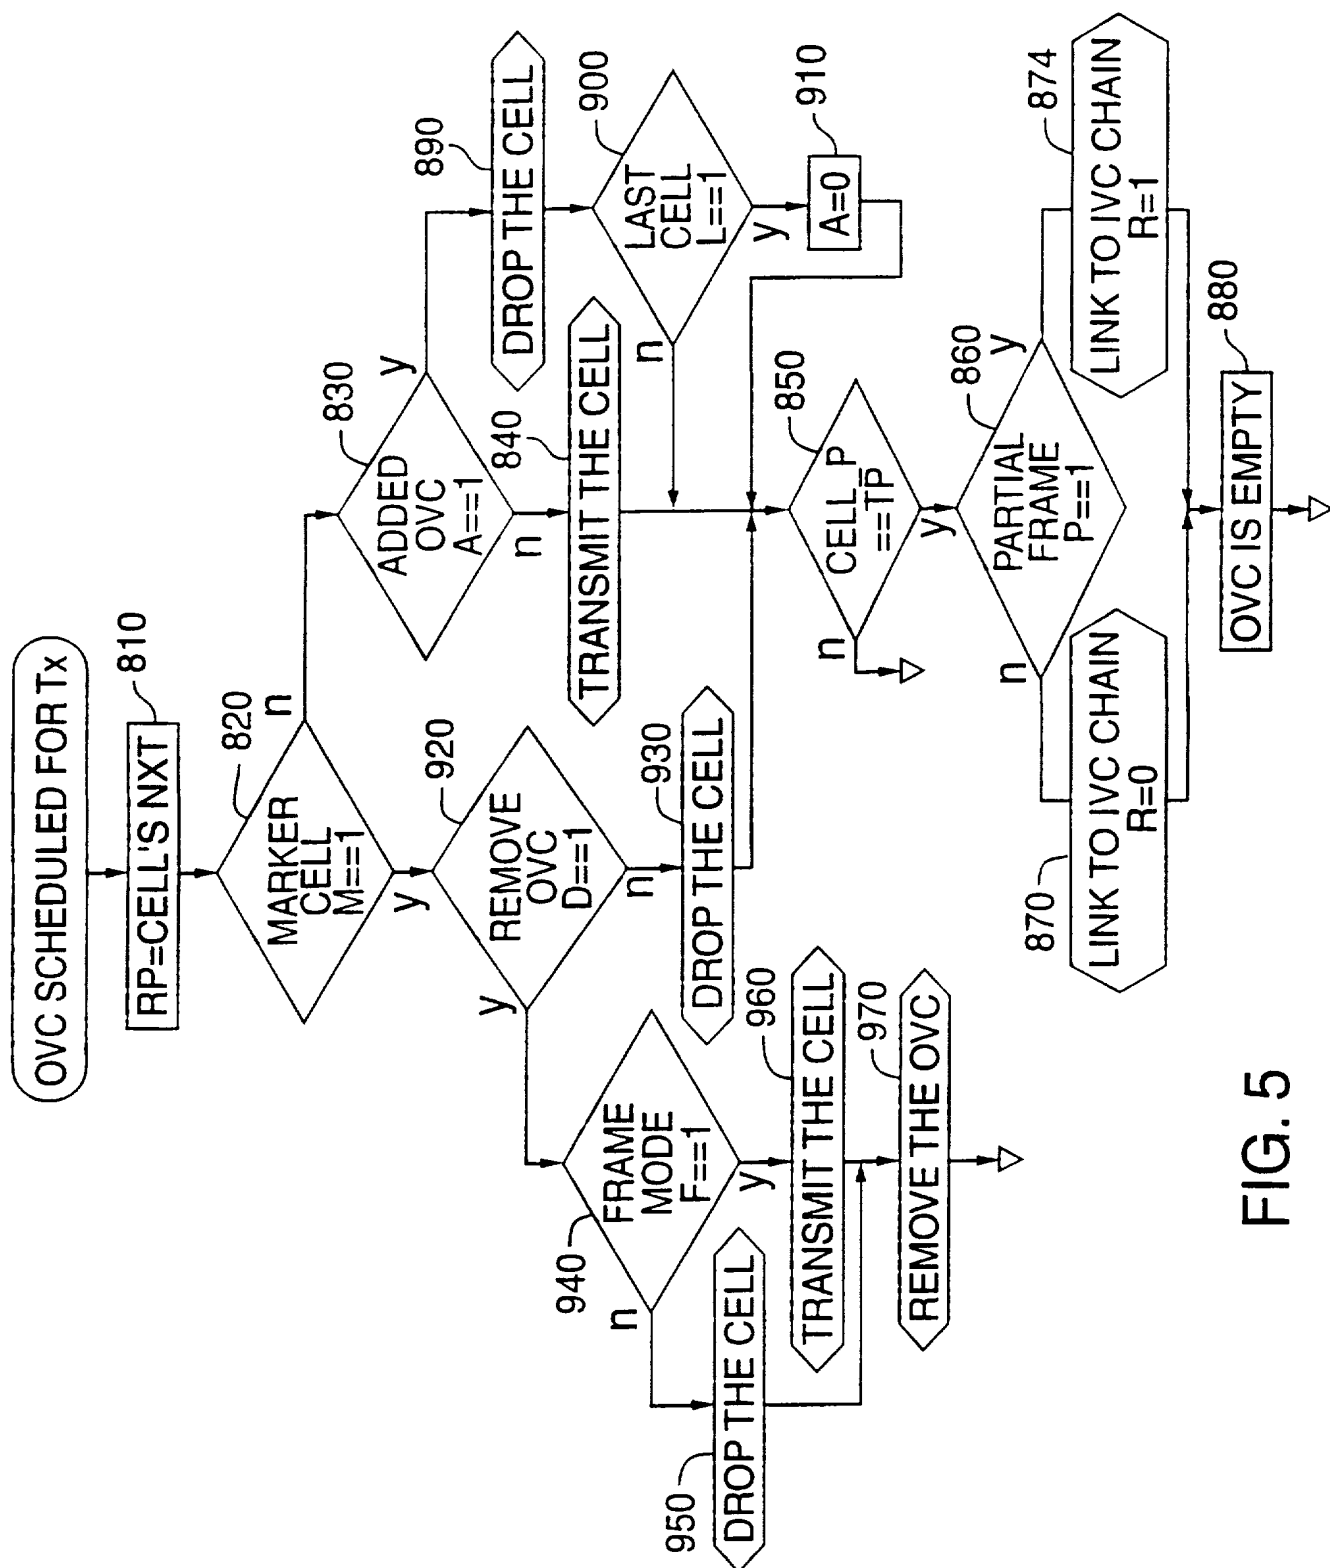 OVC SCHEDULED FOR Tx
RP=CELL'S NXT
810
MARKER
CELL
M==1
820
n
y
ADDED
OVC
A==1
830
y
n
DROP THE CELL
890
LAST
CELL
L==1
900
n
y
A=0
910
TRANSMIT THE CELL
840
REMOVE
OVC
D==1
920
y
n
DROP THE CELL
930
FRAME
MODE
F==1
940
n
y
DROP THE CELL
950
TRANSMIT THE CELL
960
REMOVE THE OVC
970
CELL_P
==TP
850
n
y
PARTIAL
FRAME
P==1
860
n
y
LINK TO IVC CHAIN
R=0
870
LINK TO IVC CHAIN
R=1
874
OVC IS EMPTY
880
FIG. 5